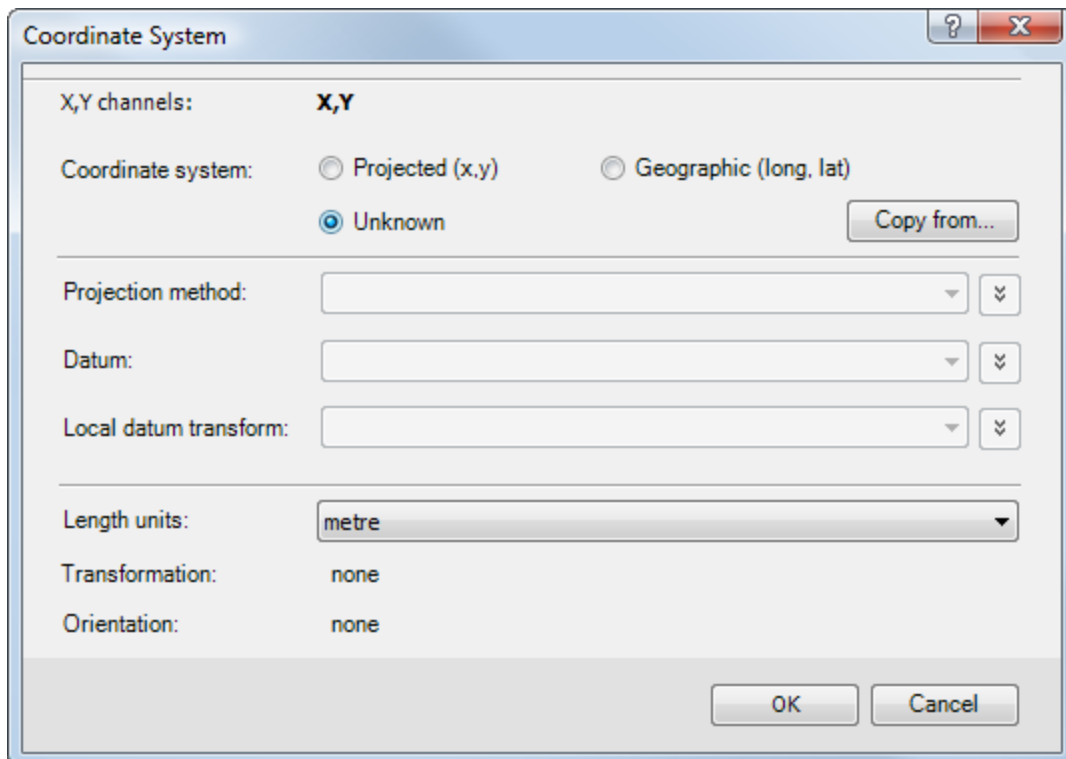 Coordinate System
X,Y channels: X,Y
Coordinate system: Projected (x,y) Geographic (long, lat)
Unknown Copy from...
Projection method:
Datum:
Local datum transform:
Length units: metre
Transformation: none
Orientation: none
OK Cancel